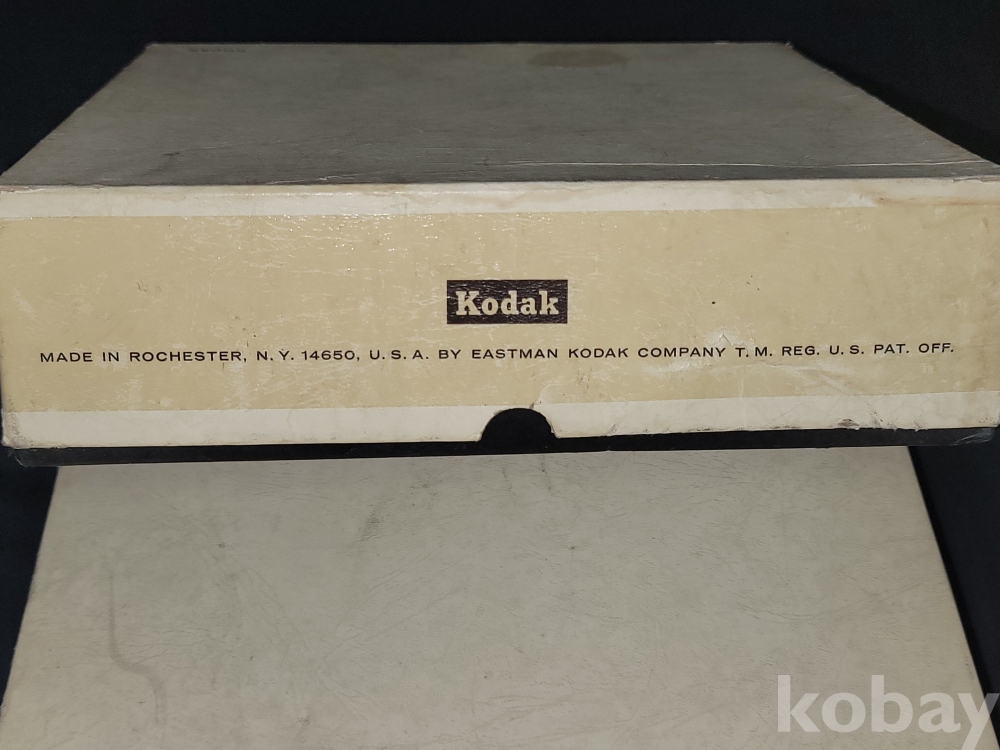 Kodak
MADE IN ROCHESTER, N.Y. 14650, U.S.A. BY EASTMAN KODAK COMPANY T.M. REG. U.S. PAT. OFF.
kobay